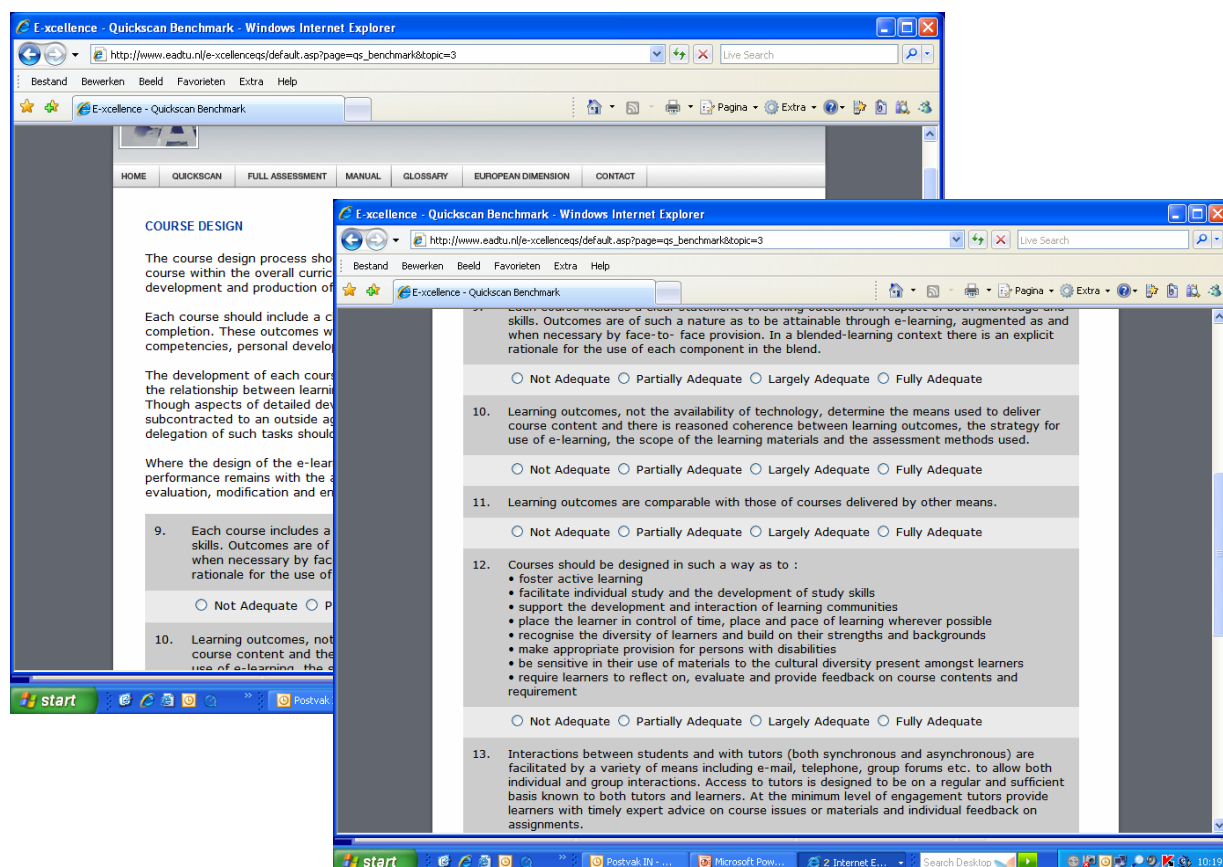 E-xcellence - Quickscan Benchmark - Windows Internet Explorer
http://www.eadtu.nl/e-xcellenceqs/default.asp?page=qs_benchmark&topic=3
Live Search
Bestand Bewerken Beeld Favorieten Extra Help
E-xcellence - Quickscan Benchmark
Pagina Extra
HOME QUICKSCAN FULL ASSESSMENT MANUAL GLOSSARY EUROPEAN DIMENSION CONTACT
COURSE DESIGN
The course design process sho
course within the overall curric
development and production of
Each course should include a c
completion. These outcomes w
competencies, personal develop
The development of each cours
the relationship between learni
Though aspects of detailed dev
subcontracted to an outside ag
delegation of such tasks should
Where the design of the e-lear
performance remains with the a
evaluation, modification and en
9. Each course includes a
skills. Outcomes are of
when necessary by fac
rationale for the use of
Not Adequate P
10. Learning outcomes, not
course content and the
use of e-learning, the s
start
Postvak
E-xcellence - Quickscan Benchmark - Windows Internet Explorer
http://www.eadtu.nl/e-xcellenceqs/default.asp?page=qs_benchmark&topic=3
Live Search
Bestand Bewerken Beeld Favorieten Extra Help
E-xcellence - Quickscan Benchmark
Pagina Extra
9. Each course includes a clear statement of learning outcomes in respect of both knowledge and
skills. Outcomes are of such a nature as to be attainable through e-learning, augmented as and
when necessary by face-to- face provision. In a blended-learning context there is an explicit
rationale for the use of each component in the blend.
Not Adequate Partially Adequate Largely Adequate Fully Adequate
10. Learning outcomes, not the availability of technology, determine the means used to deliver
course content and there is reasoned coherence between learning outcomes, the strategy for
use of e-learning, the scope of the learning materials and the assessment methods used.
Not Adequate Partially Adequate Largely Adequate Fully Adequate
11. Learning outcomes are comparable with those of courses delivered by other means.
Not Adequate Partially Adequate Largely Adequate Fully Adequate
12. Courses should be designed in such a way as to :
• foster active learning
• facilitate individual study and the development of study skills
• support the development and interaction of learning communities
• place the learner in control of time, place and pace of learning wherever possible
• recognise the diversity of learners and build on their strengths and backgrounds
• make appropriate provision for persons with disabilities
• be sensitive in their use of materials to the cultural diversity present amongst learners
• require learners to reflect on, evaluate and provide feedback on course contents and
requirement
Not Adequate Partially Adequate Largely Adequate Fully Adequate
13. Interactions between students and with tutors (both synchronous and asynchronous) are
facilitated by a variety of means including e-mail, telephone, group forums etc. to allow both
individual and group interactions. Access to tutors is designed to be on a regular and sufficient
basis known to both tutors and learners. At the minimum level of engagement tutors provide
learners with timely expert advice on course issues or materials and individual feedback on
assignments.
start
Postvak IN - ... Microsoft Pow... 2 Internet E... Search Desktop 10:19